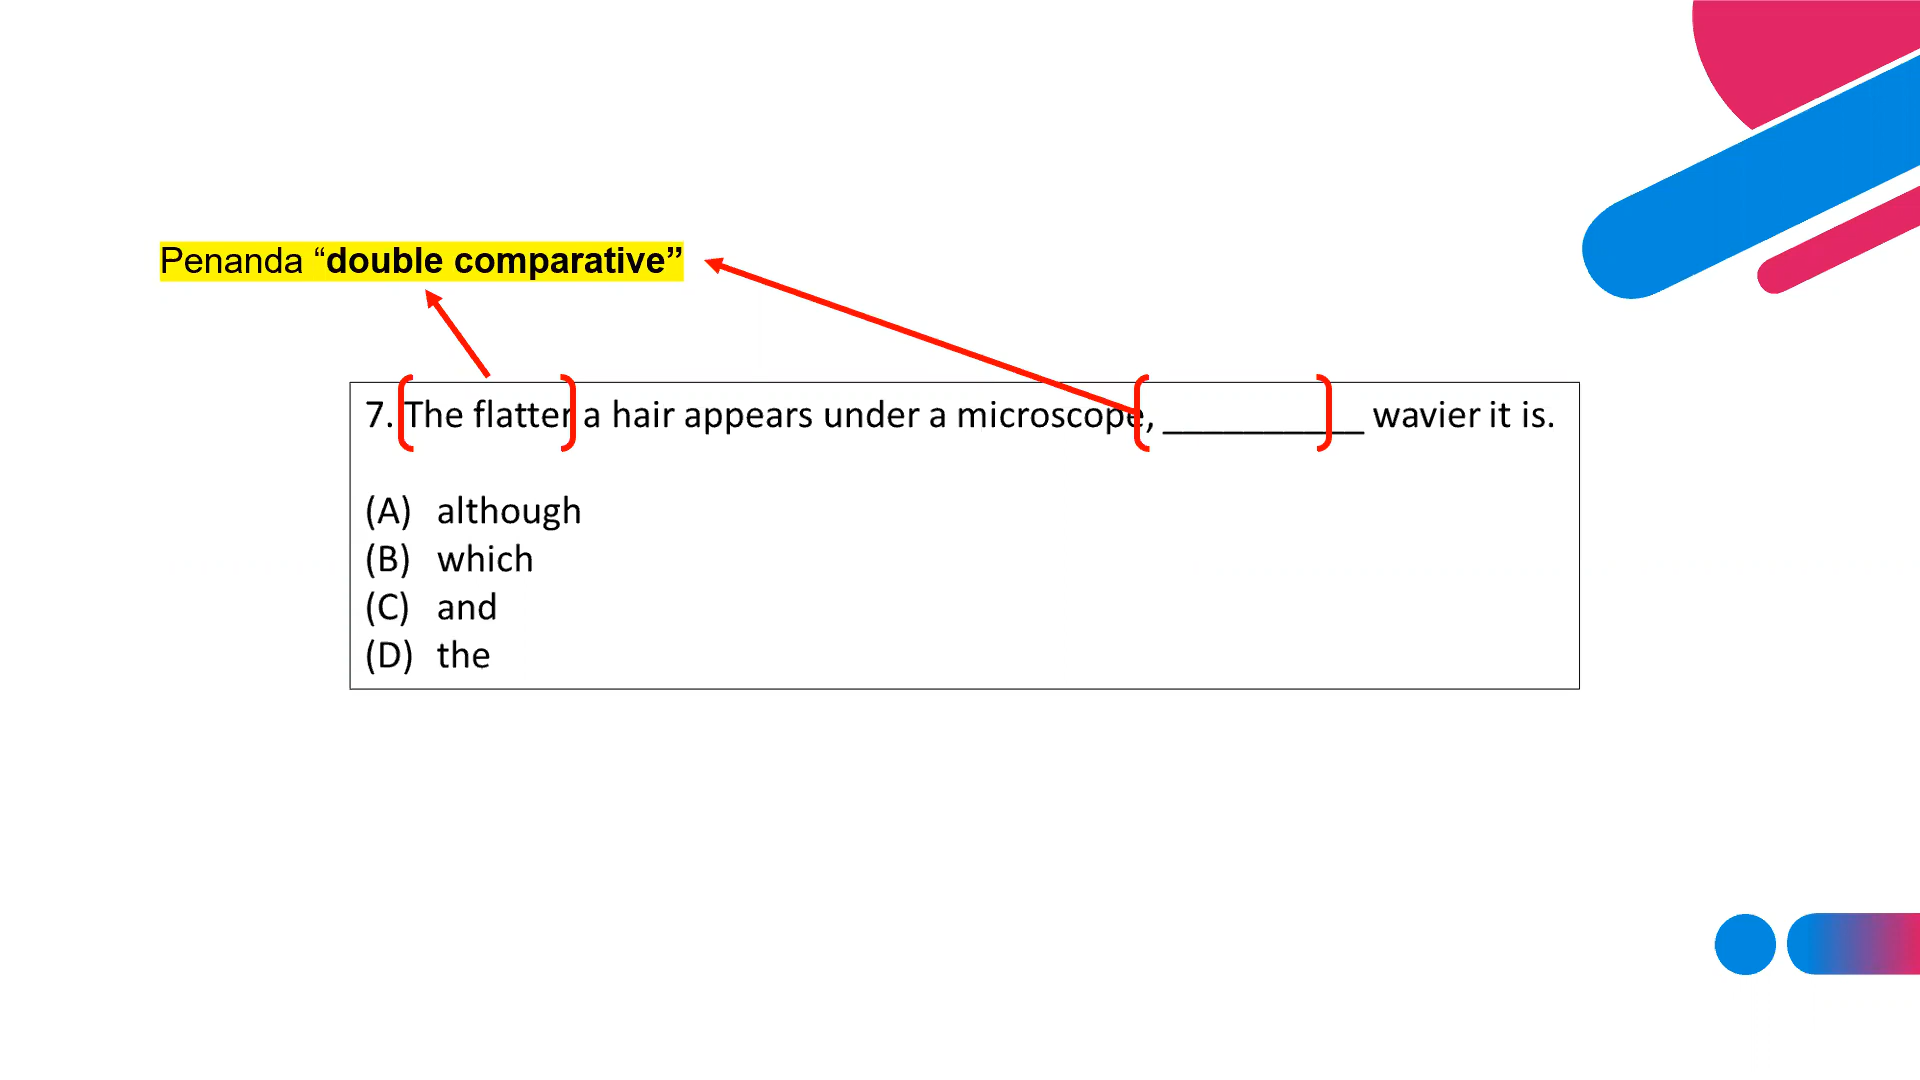 Penanda “double comparative”
7. The flatter a hair appears under a microscope, __________ wavier it is.
(A) although
(B) which
(C) and
(D) the